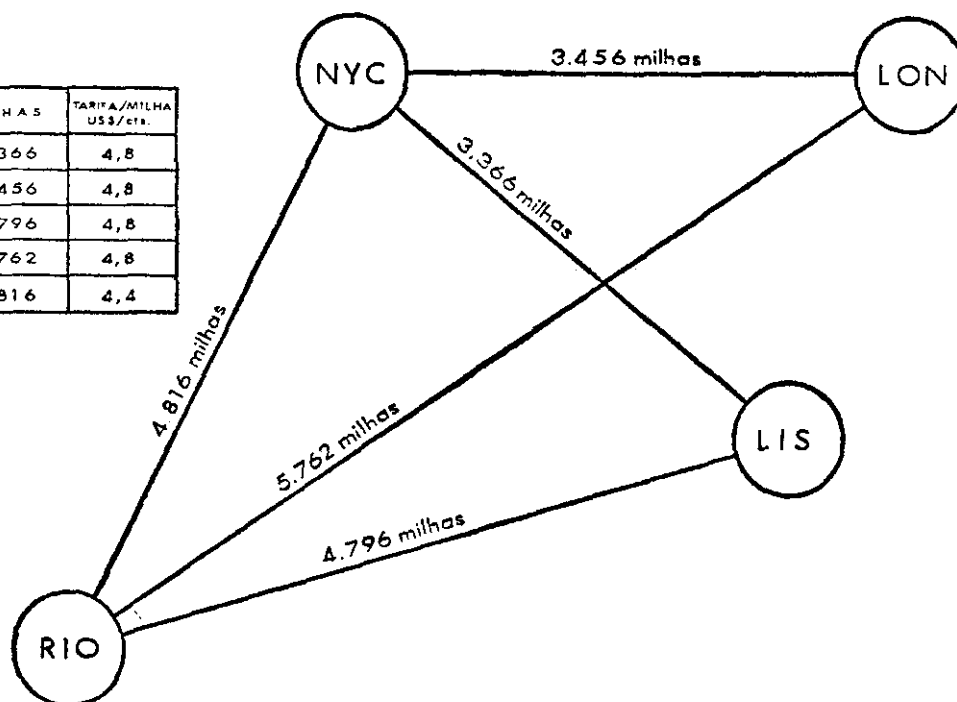 NYC
3.456 milhas
LON
HAS TARIFA/MILHA
US$/cts.
366 4,8
456 4,8
796 4,8
762 4,8
816 4,4
3.366 milhas
4.816 milhas
5.762 milhas
LIS
4.796 milhas
RIO